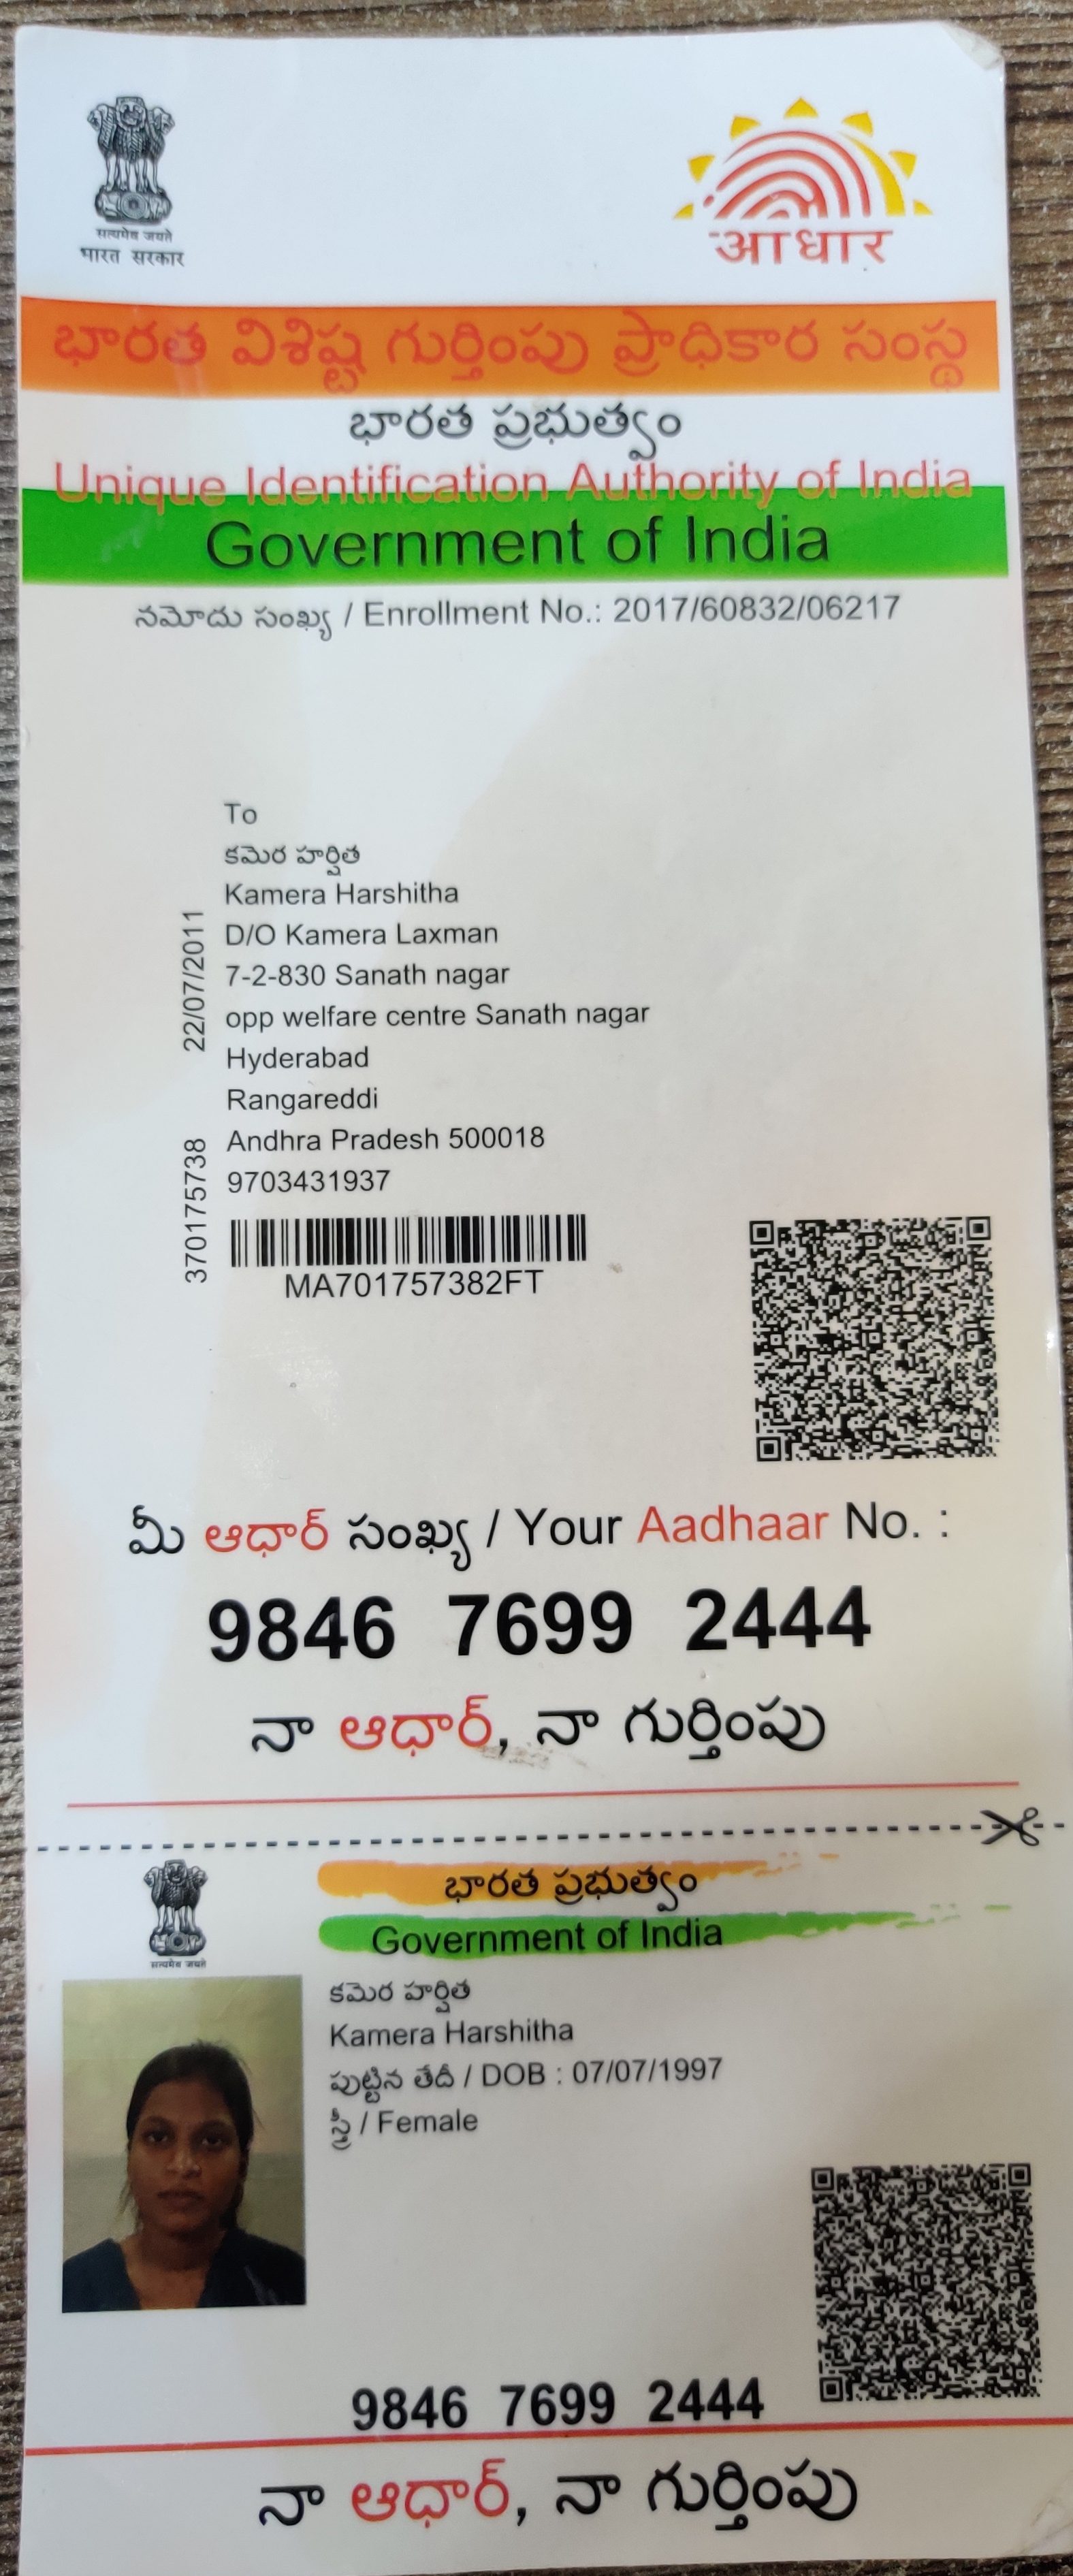 सत्यमेव जयते
भारत सरकार
आधार
భారత విశిష్ట గుర్తింపు ప్రాధికార సంస్థ
భారత ప్రభుత్వం
Unique Identification Authority of India
Government of India
నమోదు సంఖ్య / Enrollment No.: 2017/60832/06217
To
కమెర హర్షిత
Kamera Harshitha
D/O Kamera Laxman
7-2-830 Sanath nagar
opp welfare centre Sanath nagar
Hyderabad
Rangareddi
Andhra Pradesh 500018
9703431937
22/07/2011
370175738
MA701757382FT
మీ ఆధార్ సంఖ్య / Your Aadhaar No. :
9846 7699 2444
నా ఆధార్, నా గుర్తింపు
सत्यमेव जयते
భారత ప్రభుత్వం
Government of India
కమెర హర్షిత
Kamera Harshitha
పుట్టిన తేదీ / DOB : 07/07/1997
స్త్రీ / Female
9846 7699 2444
నా ఆధార్, నా గుర్తింపు